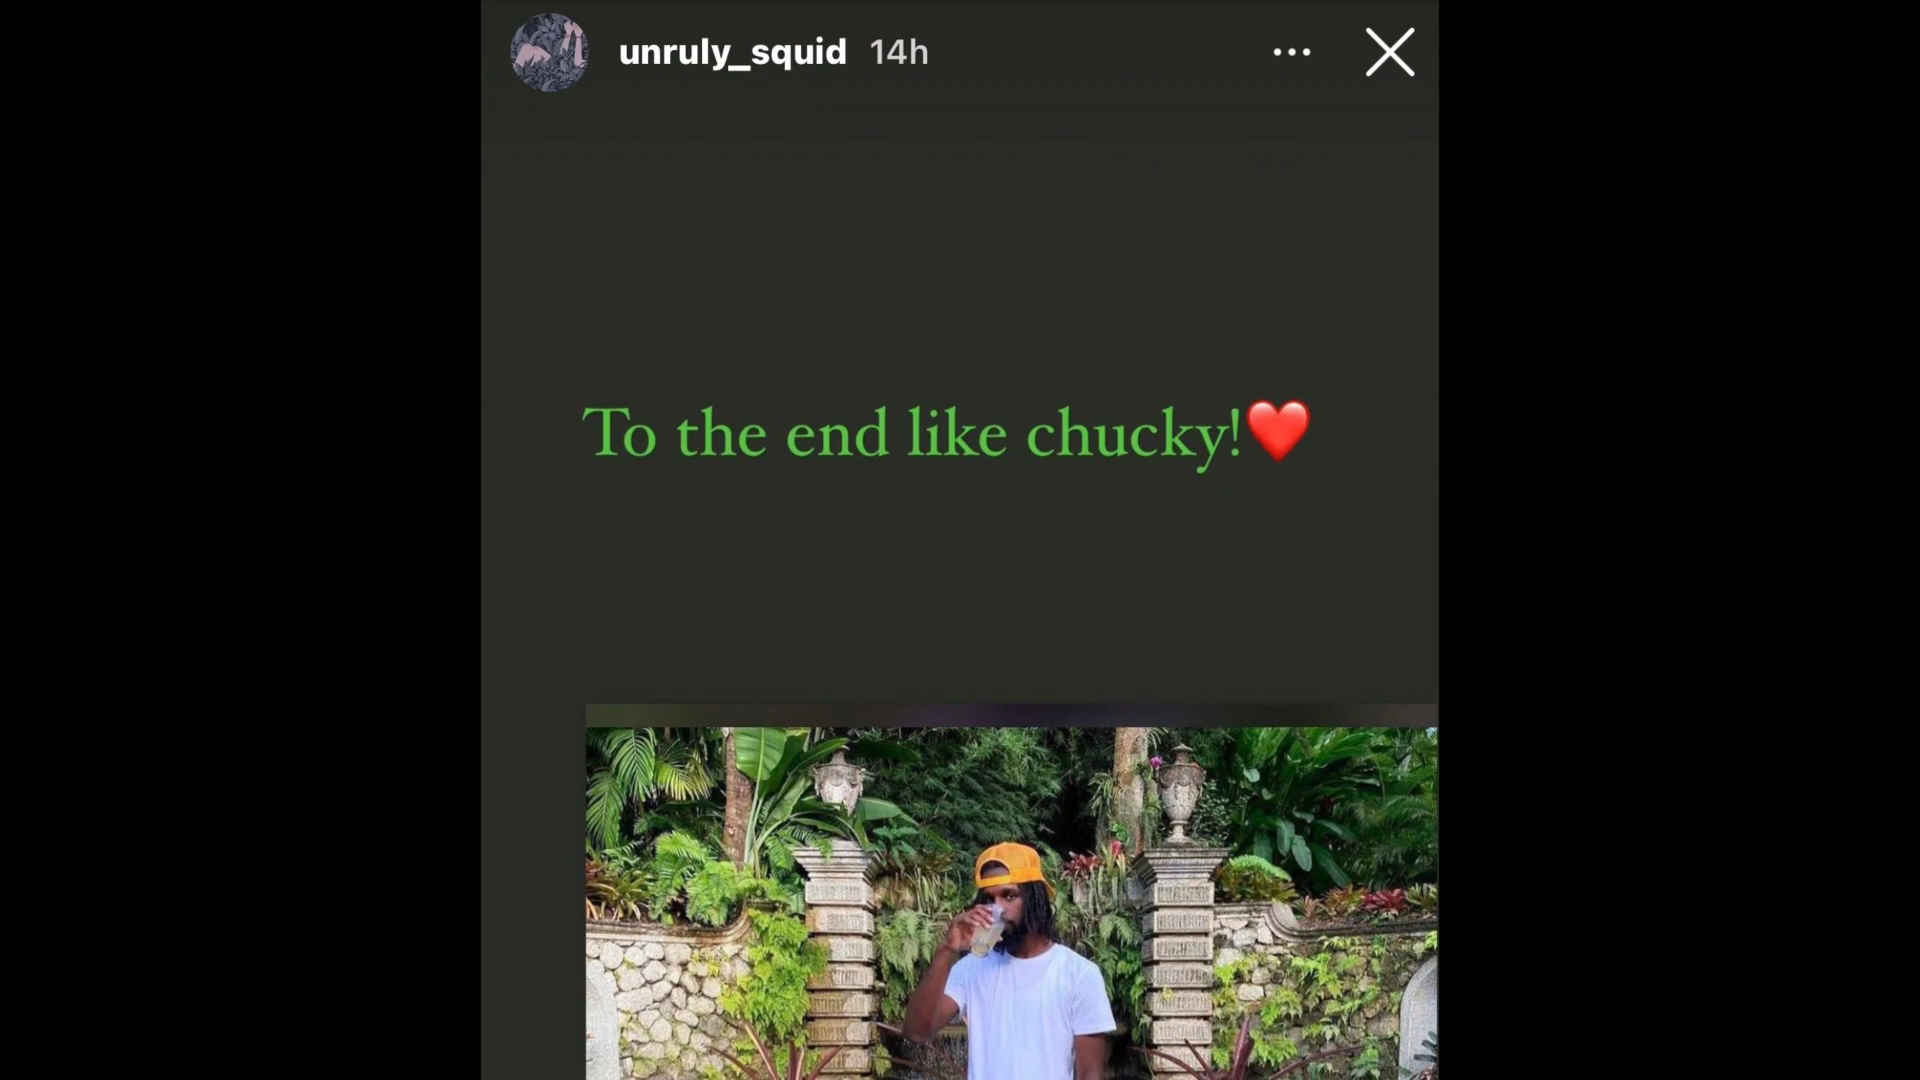 unruly_squid 14h
To the end like chucky!❤️